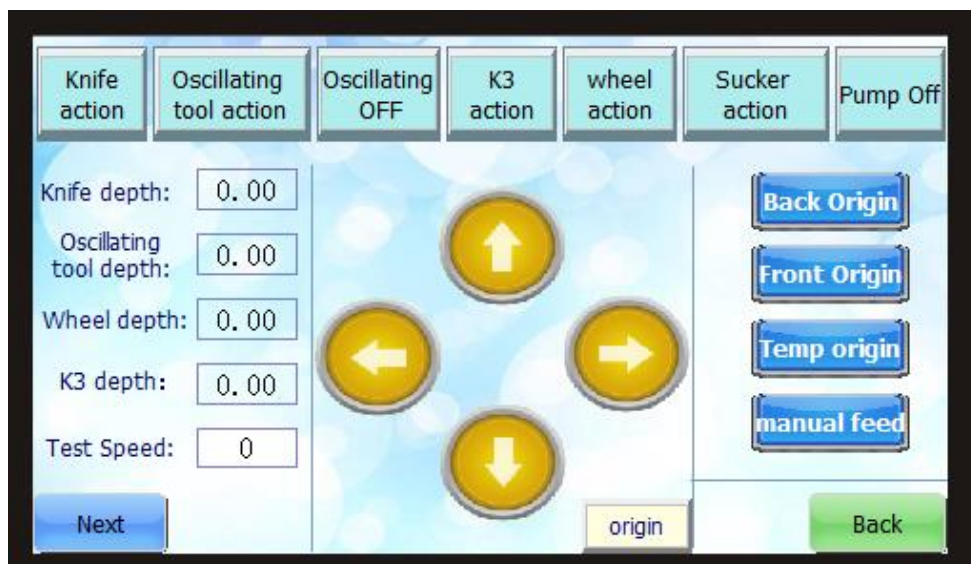 Knife
action
Oscillating
tool action
Oscillating
OFF
K3
action
wheel
action
Sucker
action
Pump Off
Knife depth:
0.00
Oscillating
tool depth:
0.00
Wheel depth:
0.00
K3 depth:
0.00
Test Speed:
0
Back Origin
Front Origin
Temp origin
manual feed
Next
origin
Back